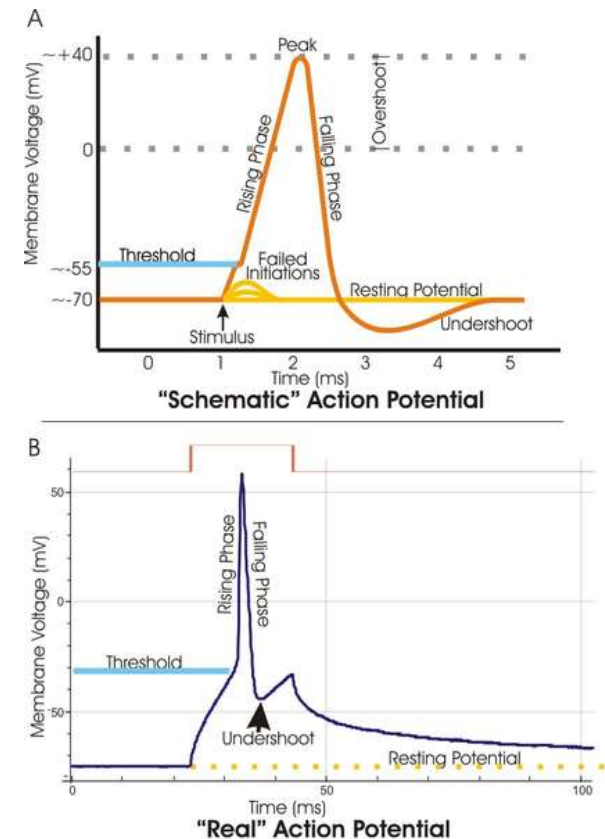 A
Peak
~+40
Overshoot
Rising Phase
Falling Phase
0
Membrane Voltage (mV)
Threshold
Failed
Initiations
~-55
Resting Potential
~-70
Undershoot
Stimulus
0 1 2 3 4 5
Time (ms)
"Schematic" Action Potential
B
50
Rising Phase
Falling Phase
0
Membrane Voltage (mV)
Threshold
-50
Undershoot
Resting Potential
0 50 100
Time (ms)
"Real" Action Potential